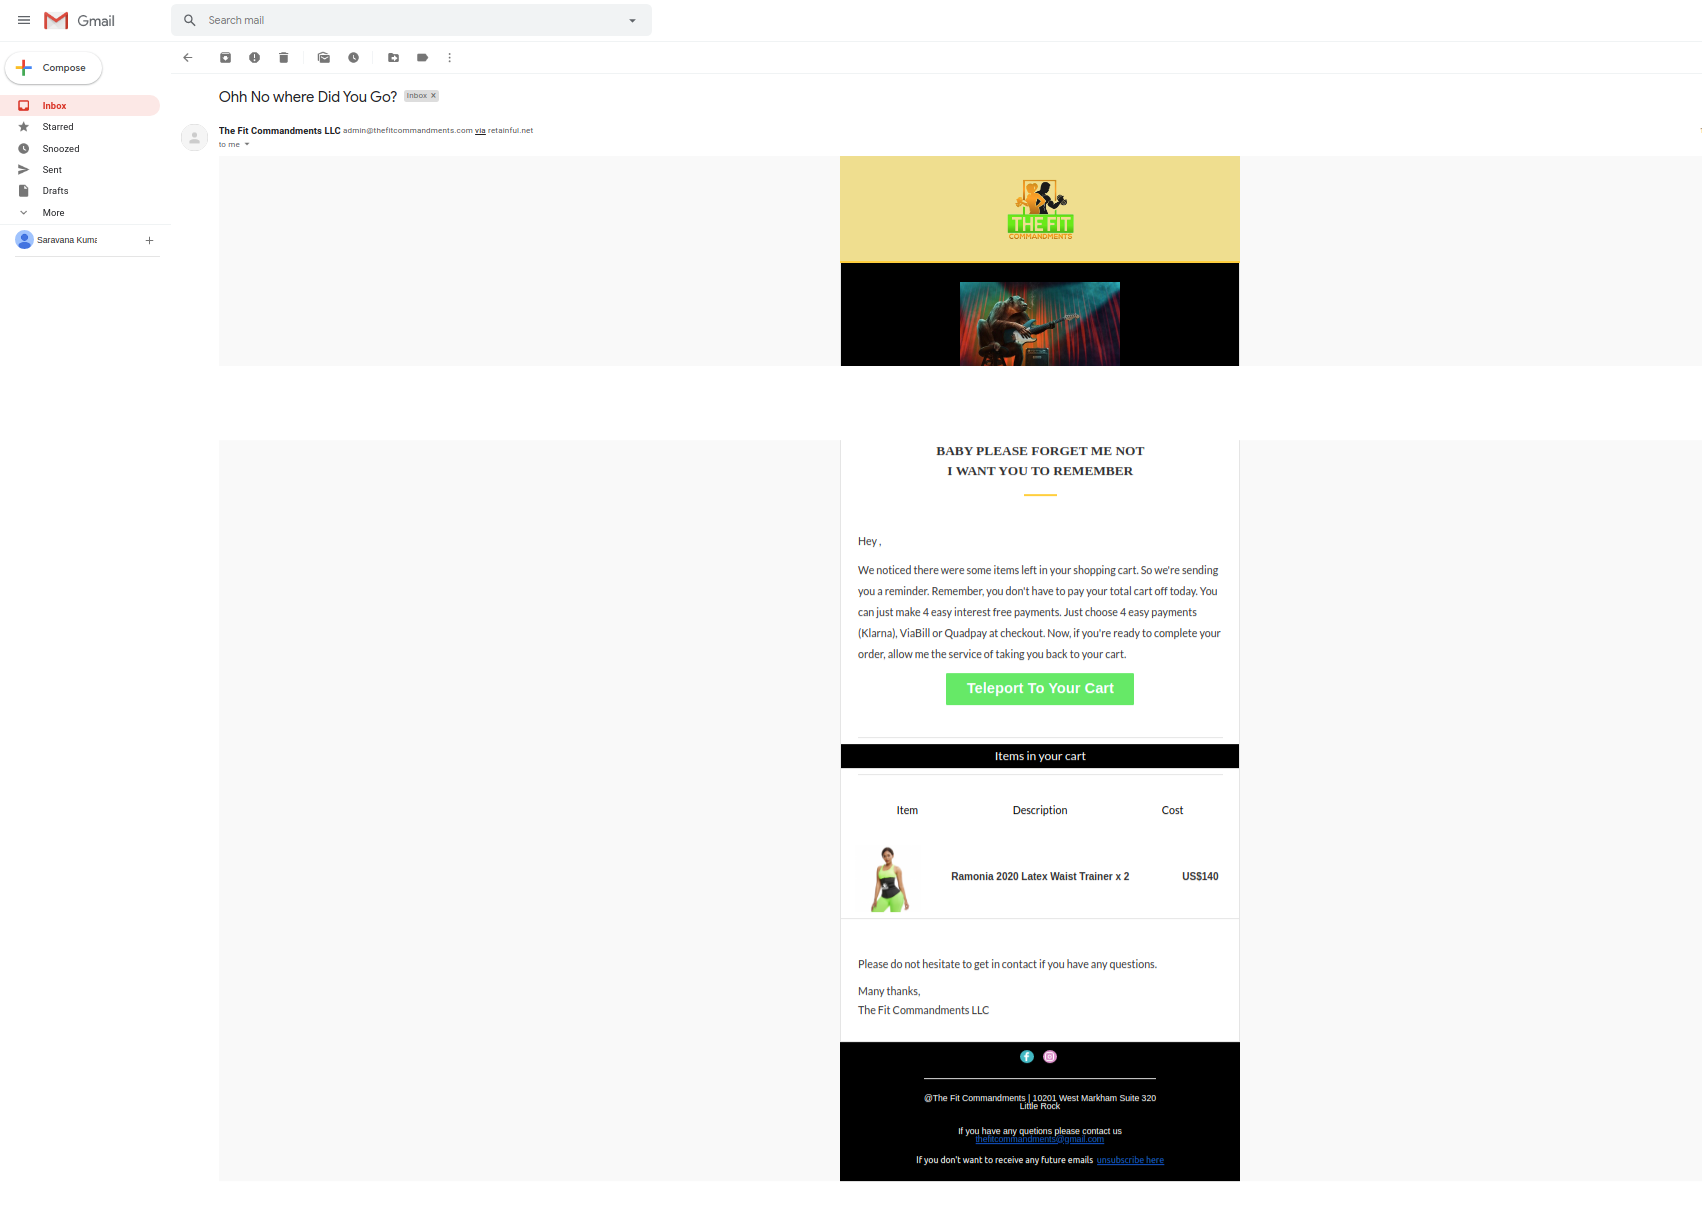 Gmail
Search mail
Compose
Inbox
Starred
Snoozed
Sent
Drafts
More
Saravana Kuma
Ohh No where Did You Go?
Inbox x
The Fit Commandments LLC admin@thefitcommandments.com via retainful.net
to me
THE FIT
COMMANDMENTS
BABY PLEASE FORGET ME NOT
I WANT YOU TO REMEMBER
Hey ,
We noticed there were some items left in your shopping cart. So we're sending
you a reminder. Remember, you don't have to pay your total cart off today. You
can just make 4 easy interest free payments. Just choose 4 easy payments
(Klarna), ViaBill or Quadpay at checkout. Now, if you're ready to complete your
order, allow me the service of taking you back to your cart.
Teleport To Your Cart
Items in your cart
Item Description Cost
Ramonia 2020 Latex Waist Trainer x 2 US$140
Please do not hesitate to get in contact if you have any questions.
Many thanks,
The Fit Commandments LLC
@The Fit Commandments | 10201 West Markham Suite 320
Little Rock
If you have any quetions please contact us
thefitcommandments@gmail.com
If you don't want to receive any future emails unsubscribe here